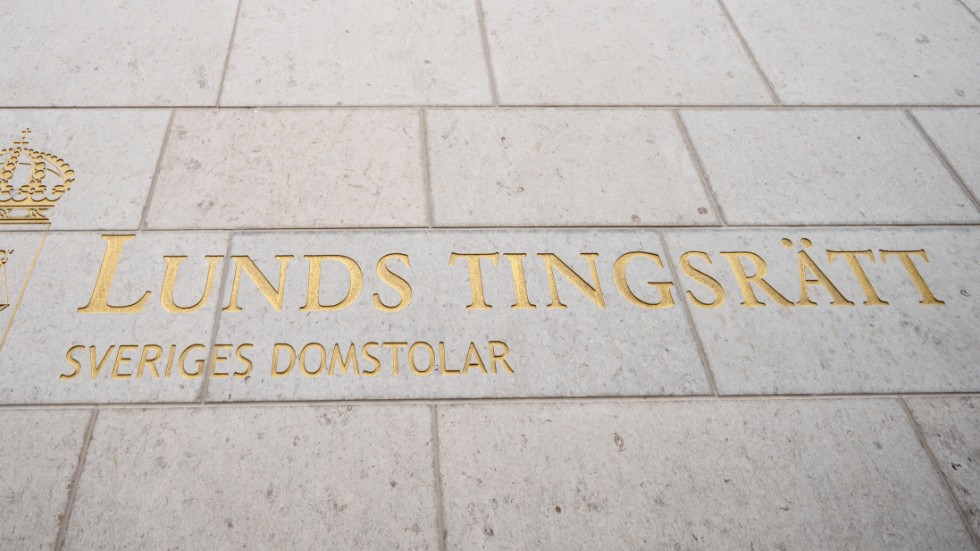 LUNDS TINGSRÄTT
SVERIGES DOMSTOLAR